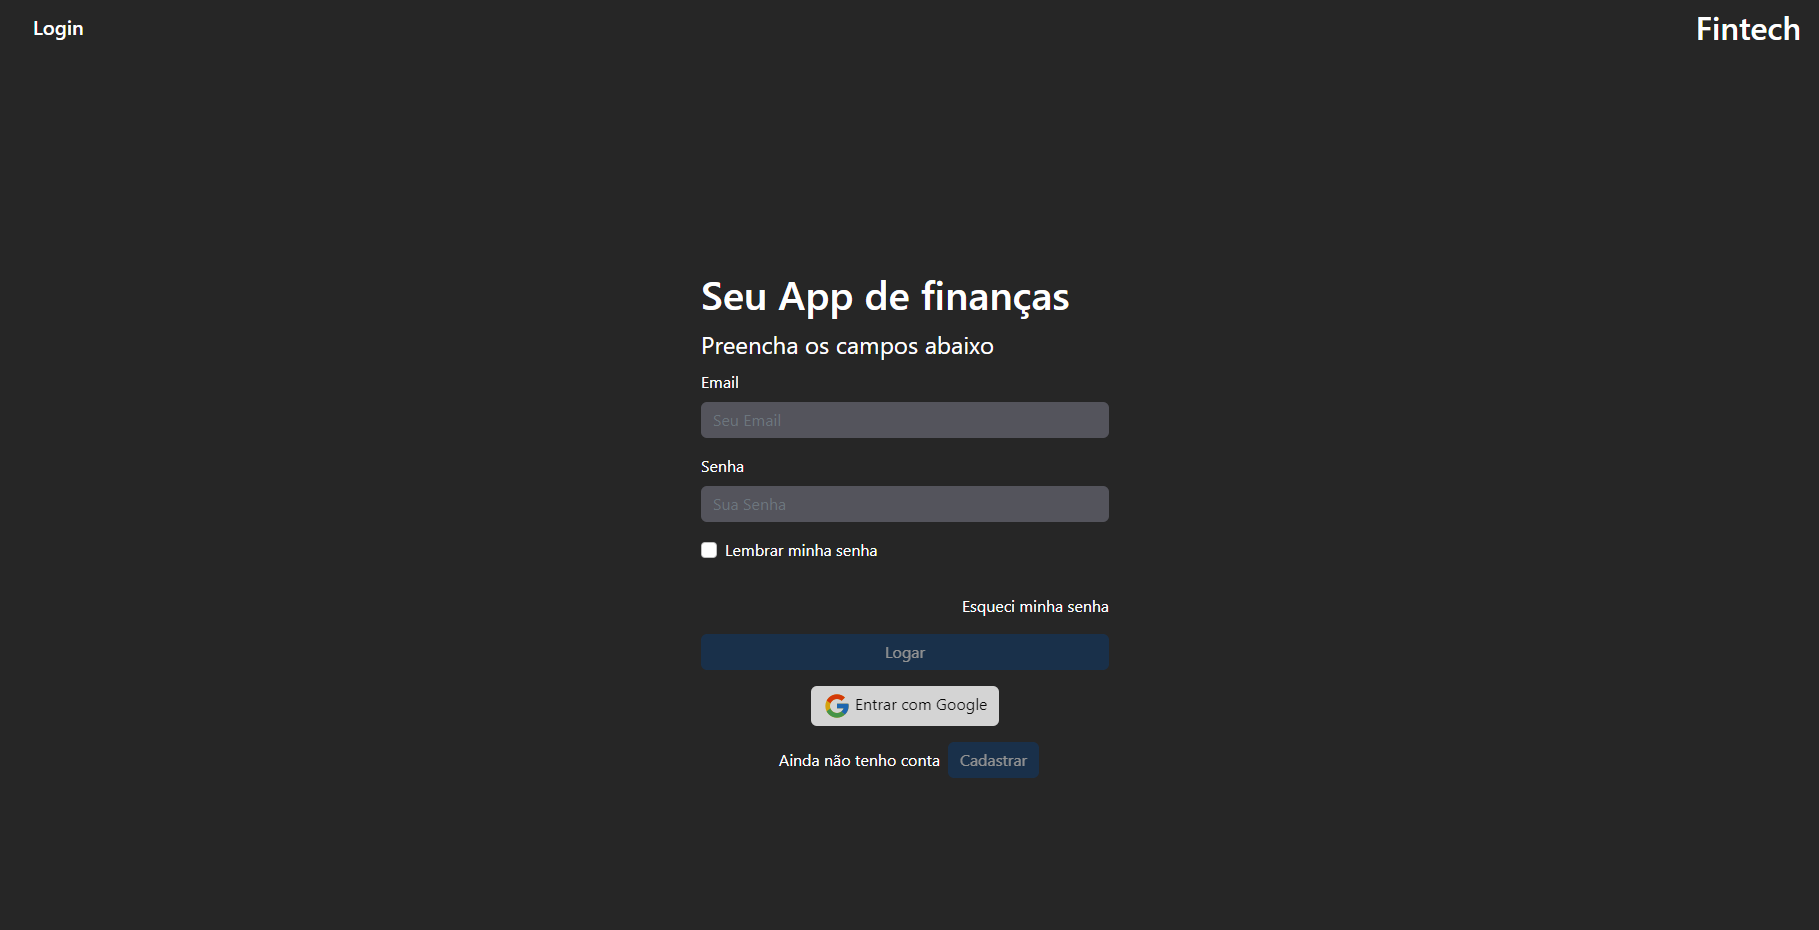 Login
Fintech
Seu App de finanças
Preencha os campos abaixo
Email
Seu Email
Senha
Sua Senha
Lembrar minha senha
Esqueci minha senha
Logar
Entrar com Google
Ainda não tenho conta Cadastrar